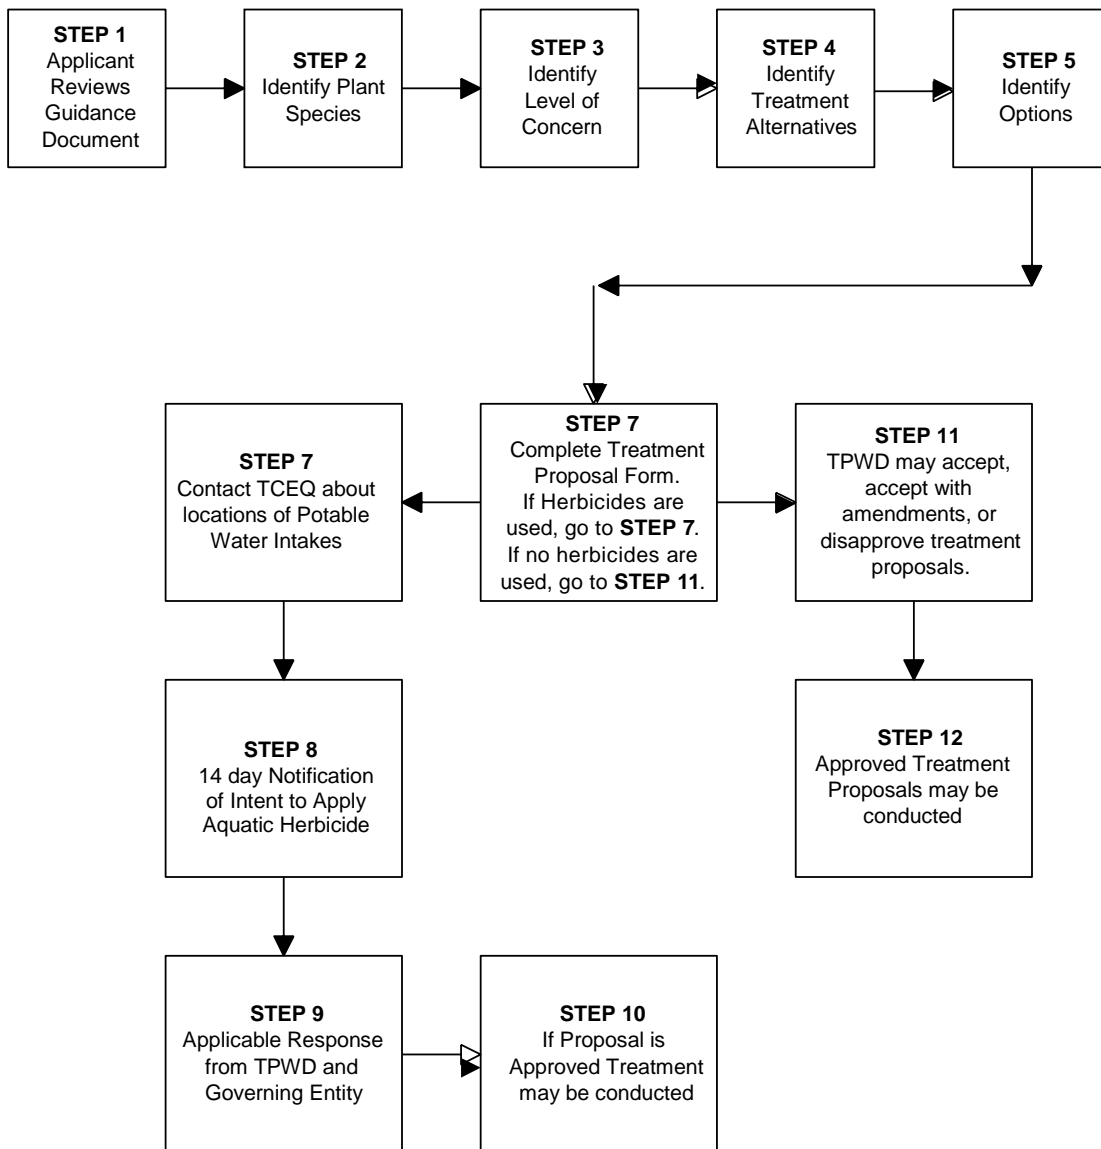 STEP 1
Applicant
Reviews
Guidance
Document
STEP 2
Identify Plant
Species
STEP 3
Identify
Level of
Concern
STEP 4
Identify
Treatment
Alternatives
STEP 5
Identify
Options
STEP 7
Contact TCEQ about
locations of Potable
Water Intakes
STEP 7
Complete Treatment
Proposal Form.
If Herbicides are
used, go to STEP 7.
If no herbicides are
used, go to STEP 11.
STEP 11
TPWD may accept,
accept with
amendments, or
disapprove treatment
proposals.
STEP 8
14 day Notification
of Intent to Apply
Aquatic Herbicide
STEP 12
Approved Treatment
Proposals may be
conducted
STEP 9
Applicable Response
from TPWD and
Governing Entity
STEP 10
If Proposal is
Approved Treatment
may be conducted